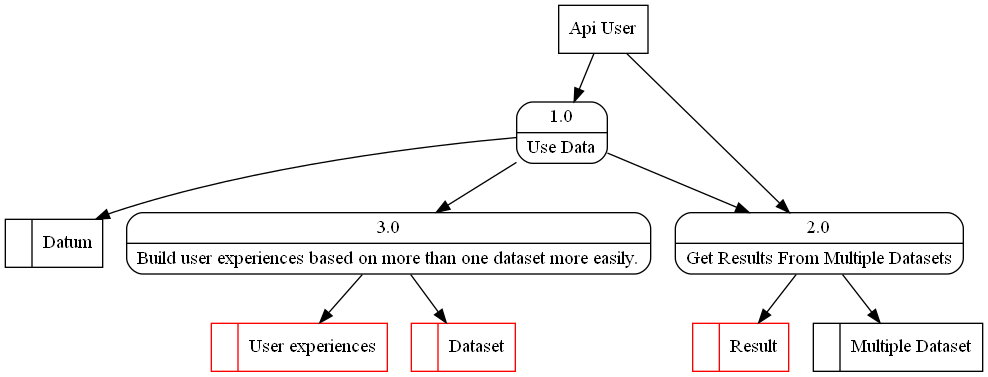 Api User
1.0
Use Data
Datum
3.0
Build user experiences based on more than one dataset more easily.
2.0
Get Results From Multiple Datasets
User experiences
Dataset
Result
Multiple Dataset